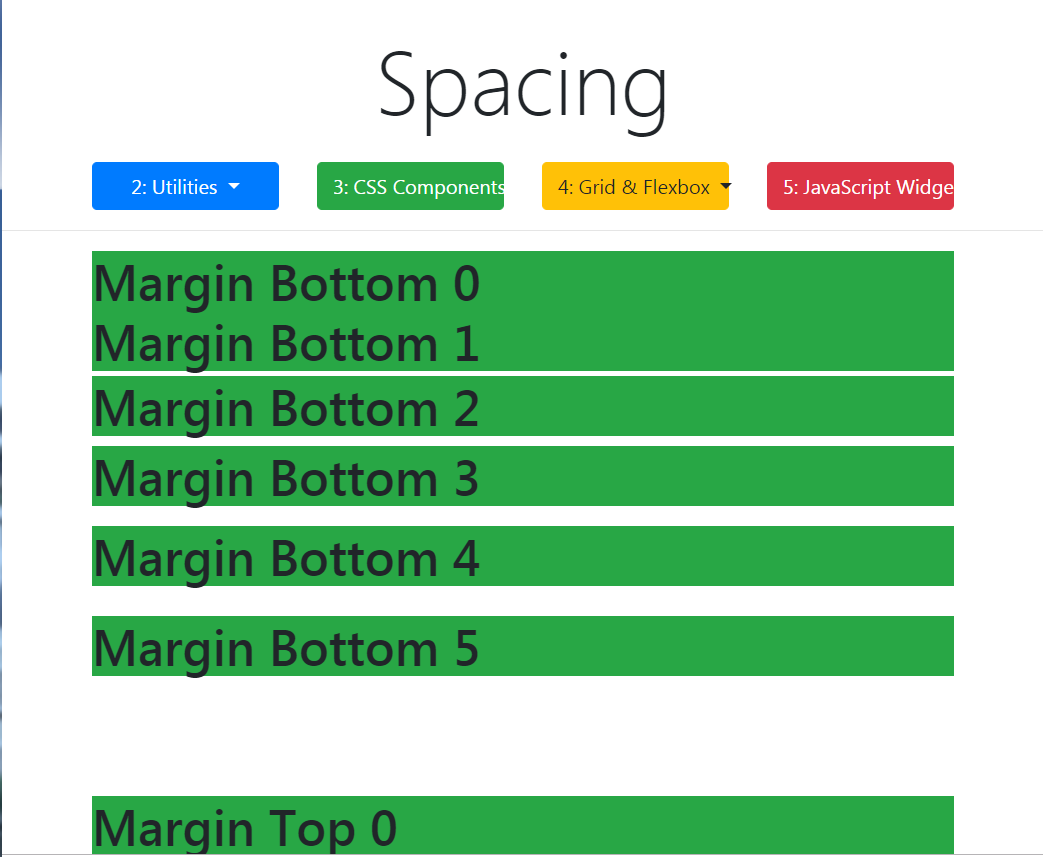 Spacing
2: Utilities
3: CSS Components
4: Grid & Flexbox
5: JavaScript Widge
Margin Bottom 0
Margin Bottom 1
Margin Bottom 2
Margin Bottom 3
Margin Bottom 4
Margin Bottom 5
Margin Top 0